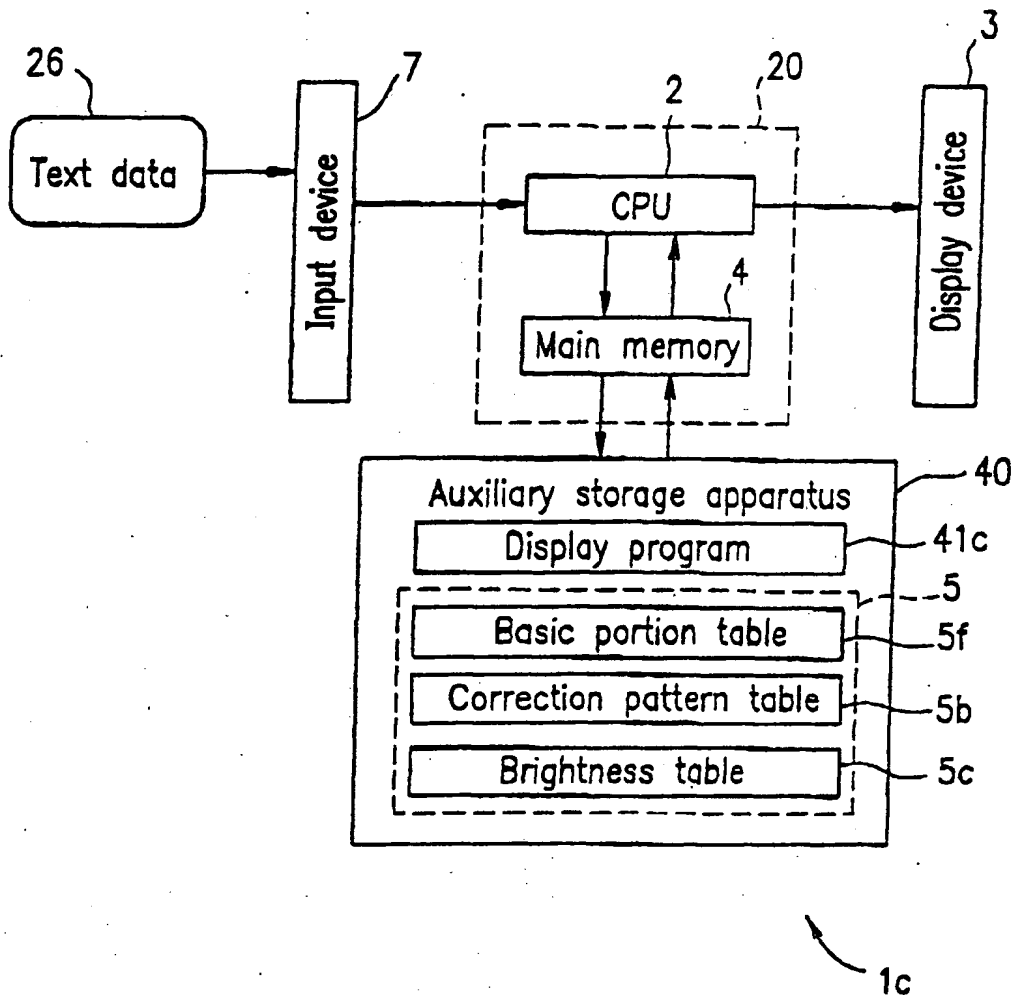 3
26
7
20
2
Text data
Input device
CPU
Display device
4
Main memory
40
Auxiliary storage apparatus
Display program
41c
5
Basic portion table
5f
Correction pattern table
5b
Brightness table
5c
1c